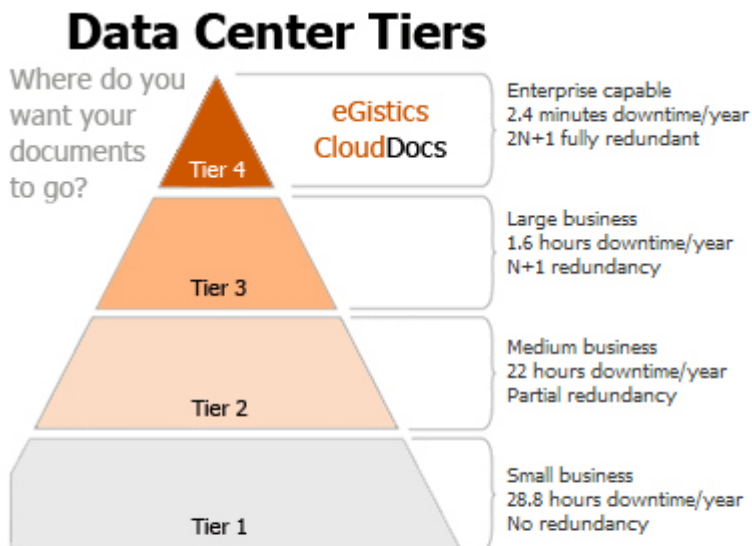 Data Center Tiers
Where do you
want your
documents
to go?
eGistics
CloudDocs
Tier 4
Enterprise capable
2.4 minutes downtime/year
2N+1 fully redundant
Tier 3
Large business
1.6 hours downtime/year
N+1 redundancy
Tier 2
Medium business
22 hours downtime/year
Partial redundancy
Tier 1
Small business
28.8 hours downtime/year
No redundancy